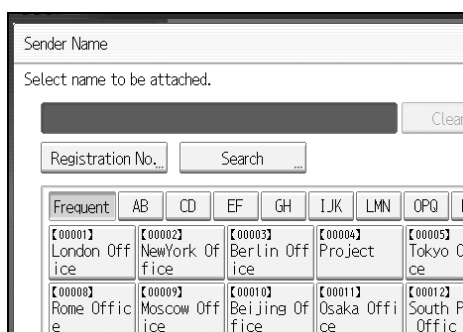 Sender Name
Select name to be attached.
Clear
Registration No. ...
Search ...
Frequent AB CD EF GH IJK LMN OPQ
【00001】 【00002】 【00003】 【00004】 【00005】
London Off NewYork Of Berlin Off Project Tokyo O
ice fice ice ce
【00008】 【00009】 【00010】 【00011】 【00012】
Rome Offic Moscow Off Beijing Of Osaka Offi South P
e ice fice ce Offic